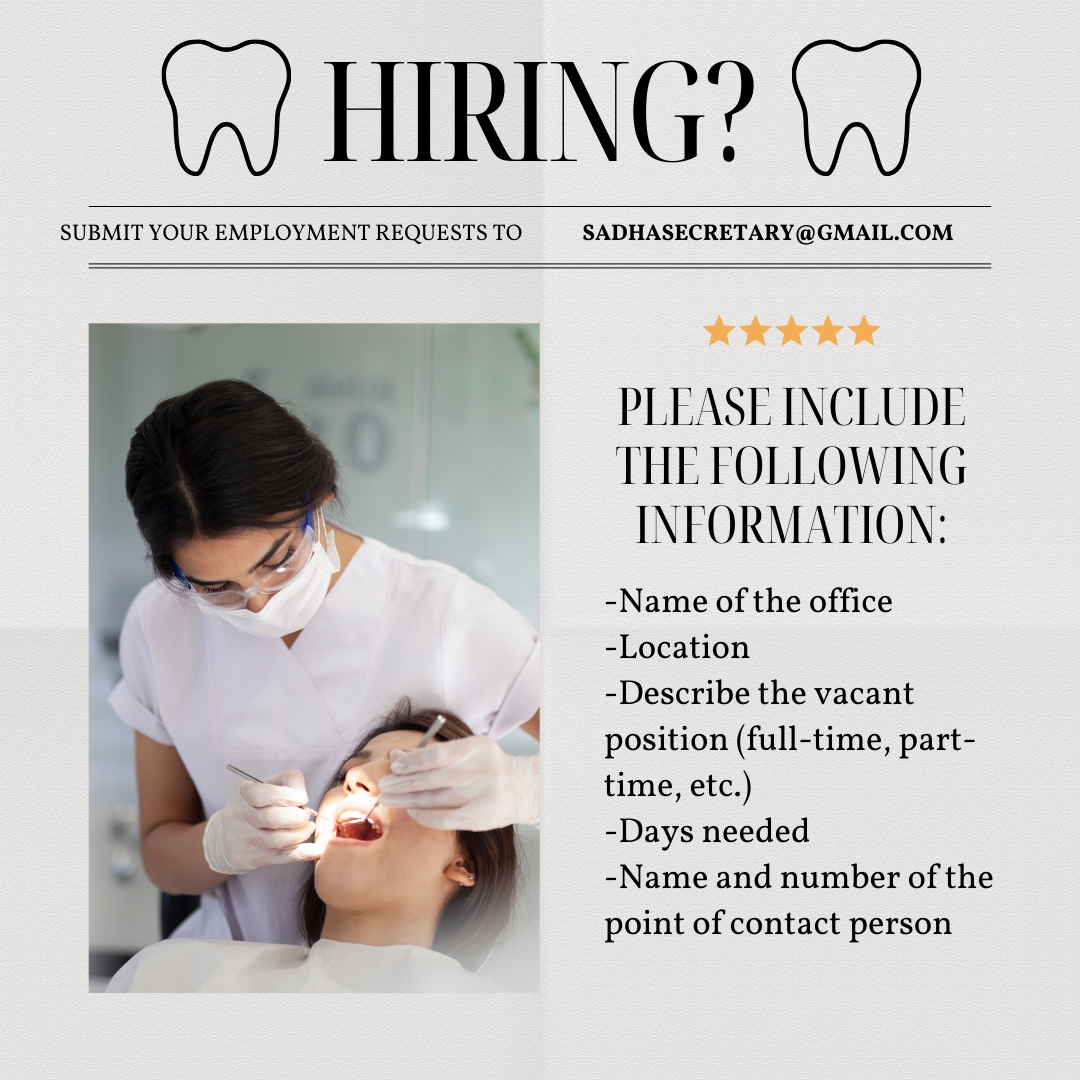 HIRING?
SUBMIT YOUR EMPLOYMENT REQUESTS TO SADHASECRETARY@GMAIL.COM
PLEASE INCLUDE
THE FOLLOWING
INFORMATION:
-Name of the office
-Location
-Describe the vacant
position (full-time, part-
time, etc.)
-Days needed
-Name and number of the
point of contact person